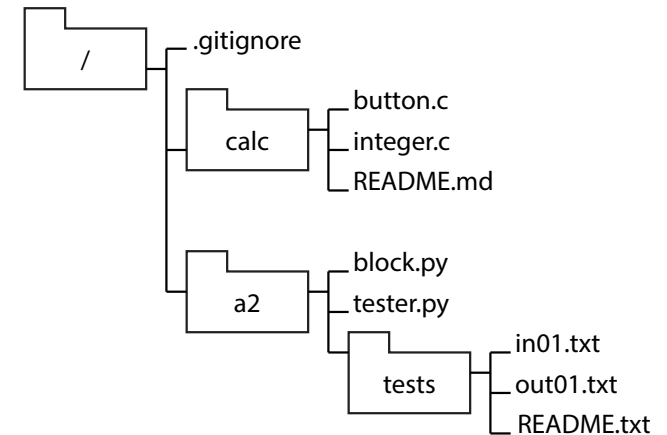 /
.gitignore
calc
button.c
integer.c
README.md
a2
block.py
tester.py
tests
in01.txt
out01.txt
README.txt